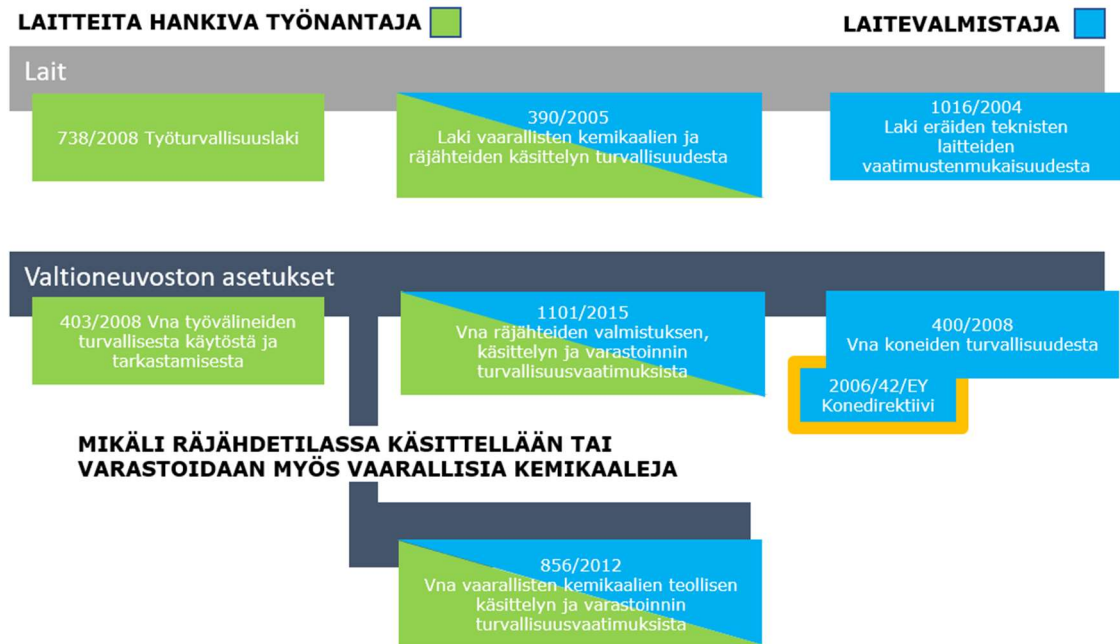 LAITTEITA HANKIVA TYÖNANTAJA
LAITEVALMISTAJA
Lait
738/2008 Työturvallisuuslaki
390/2005
Laki vaarallisten kemikaalien ja
räjähteiden käsittelyn turvallisuudesta
1016/2004
Laki eräiden teknisten
laitteiden
vaatimustenmukaisuudesta
Valtioneuvoston asetukset
403/2008 Vna työvälineiden
turvallisesta käytöstä ja
tarkastamisesta
1101/2015
Vna räjähteiden valmistuksen,
käsittelyn ja varastoinnin
turvallisuusvaatimuksista
400/2008
Vna koneiden turvallisuudesta
2006/42/EY
Konedirektiivi
MIKÄLI RÄJÄHDETILASSA KÄSITELLÄÄN TAI
VARASTOIDAAN MYÖS VAARALLISIA KEMIKAALEJA
856/2012
Vna vaarallisten kemikaalien teollisen
käsittelyn ja varastoinnin
turvallisuusvaatimuksista